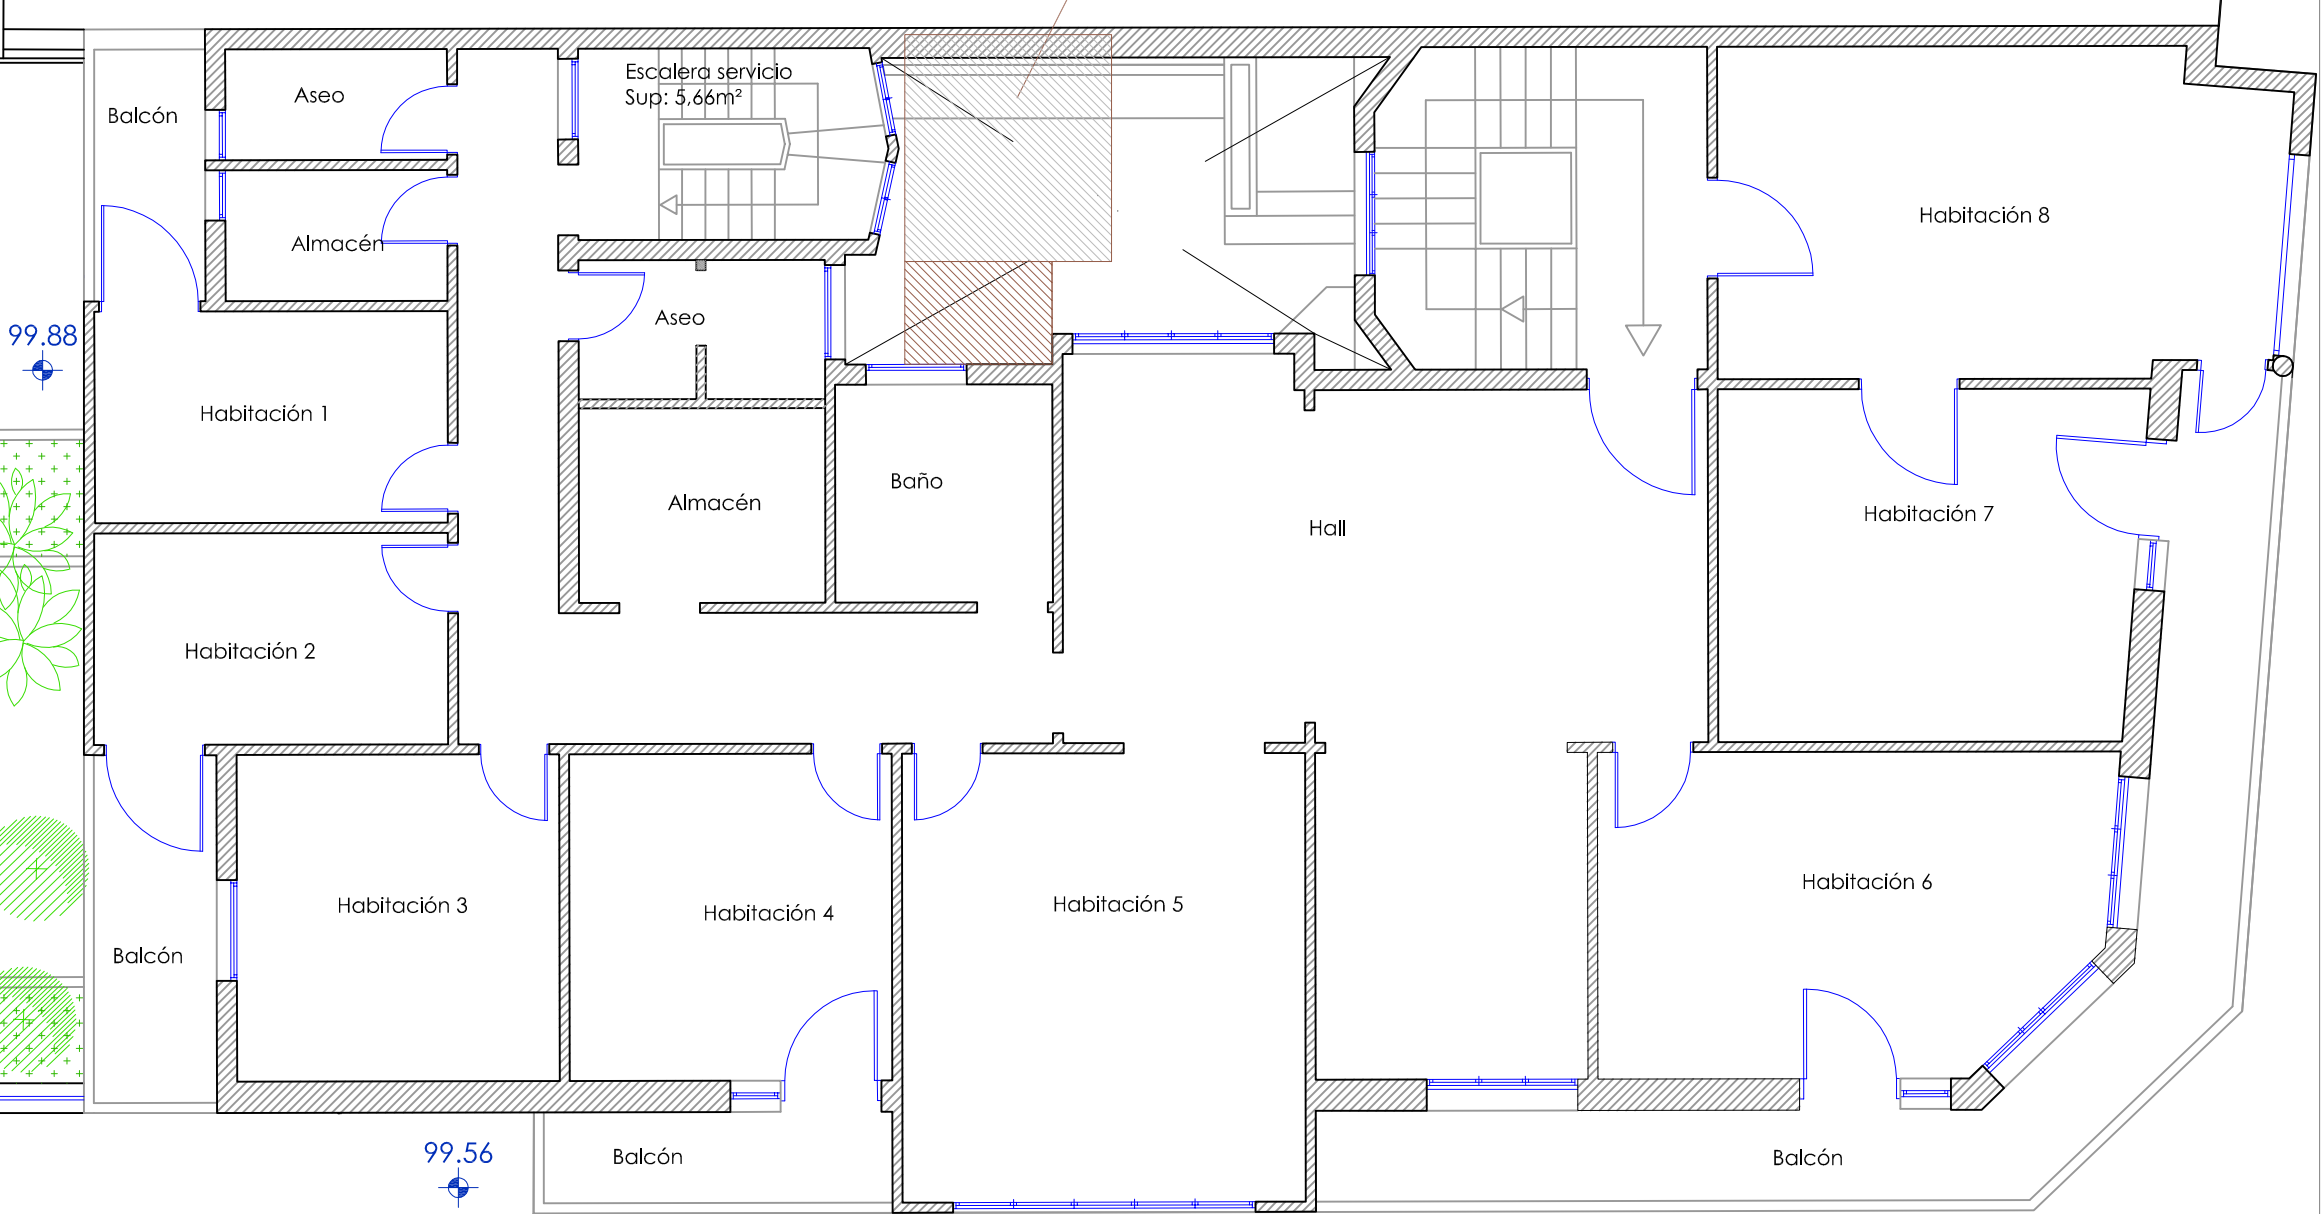 Escalera servicio
Sup: 5,66m²
Aseo
Balcón
Habitación 8
Almacén
Aseo
99.88
Habitación 1
Baño
Almacén
Habitación 7
Hall
Habitación 2
Habitación 6
Habitación 3
Habitación 4
Habitación 5
Balcón
99.56
Balcón
Balcón